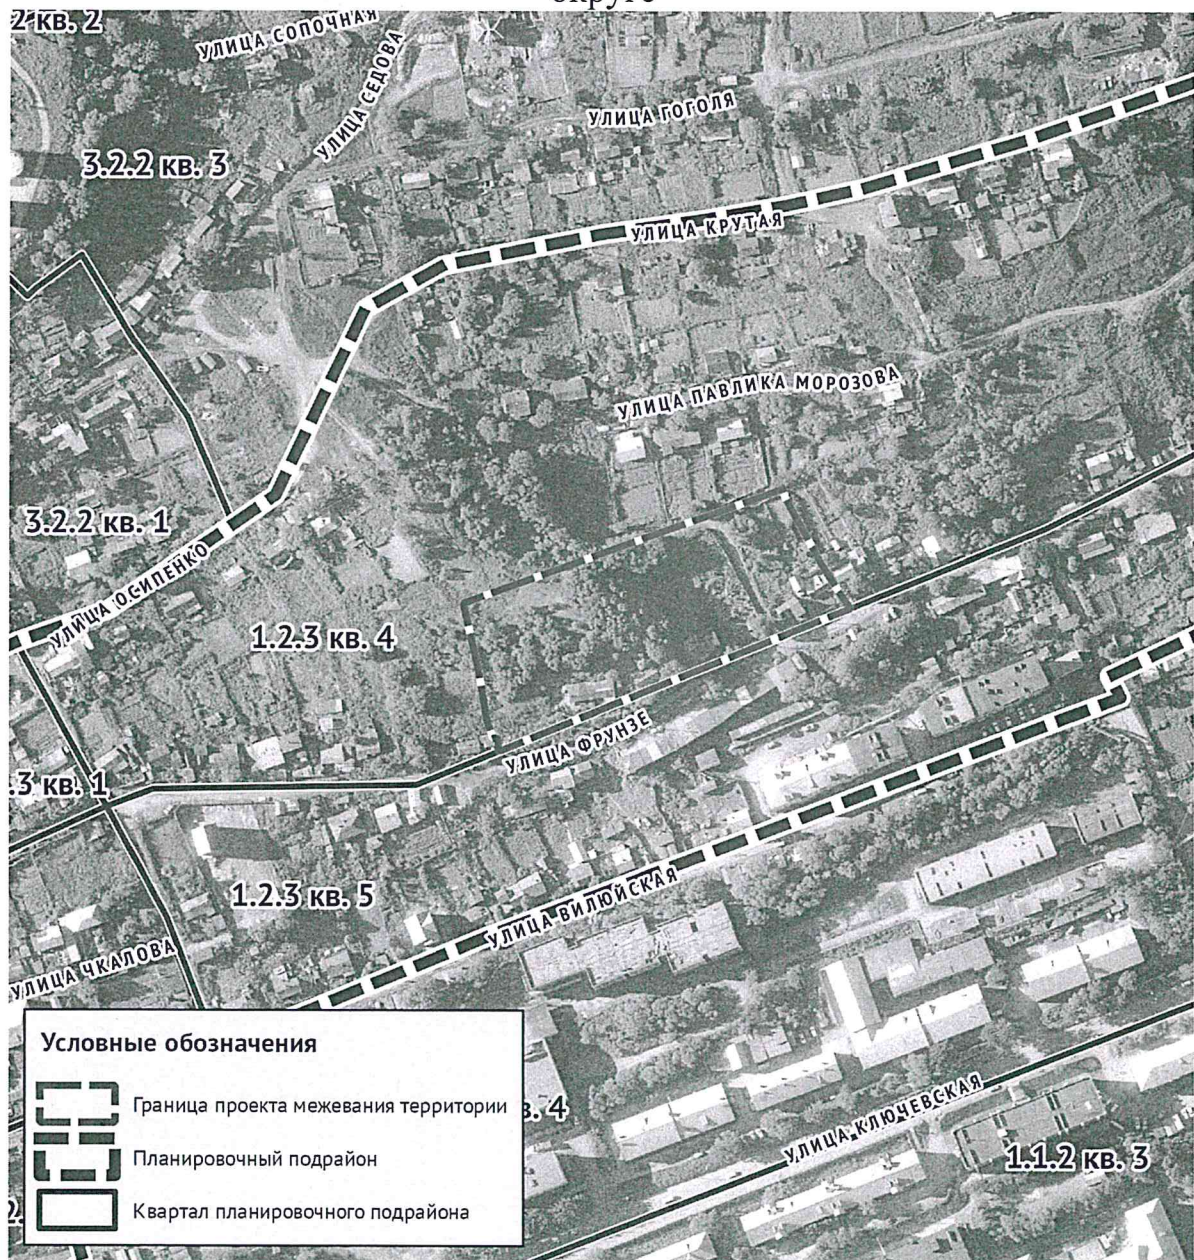 округе
2 кв. 2
УЛИЦА СОПОЧНАЯ
УЛИЦА СЕДОВА
УЛИЦА ГОГОЛЯ
3.2.2 кв. 3
УЛИЦА КРУТАЯ
УЛИЦА ПАВЛИКА МОРОЗОВА
3.2.2 кв. 1
УЛИЦА ОСИПЕНКО
1.2.3 кв. 4
УЛИЦА ФРУНЗЕ
.3 кв. 1
1.2.3 кв. 5
УЛИЦА ВИЛЮЙСКАЯ
УЛИЦА ЧКАЛОВА
Условные обозначения
Граница проекта межевания территории
в. 4
Планировочный подрайон
Квартал планировочного подрайона
УЛИЦА КЛЮЧЕВСКАЯ
1.1.2 кв. 3
2.